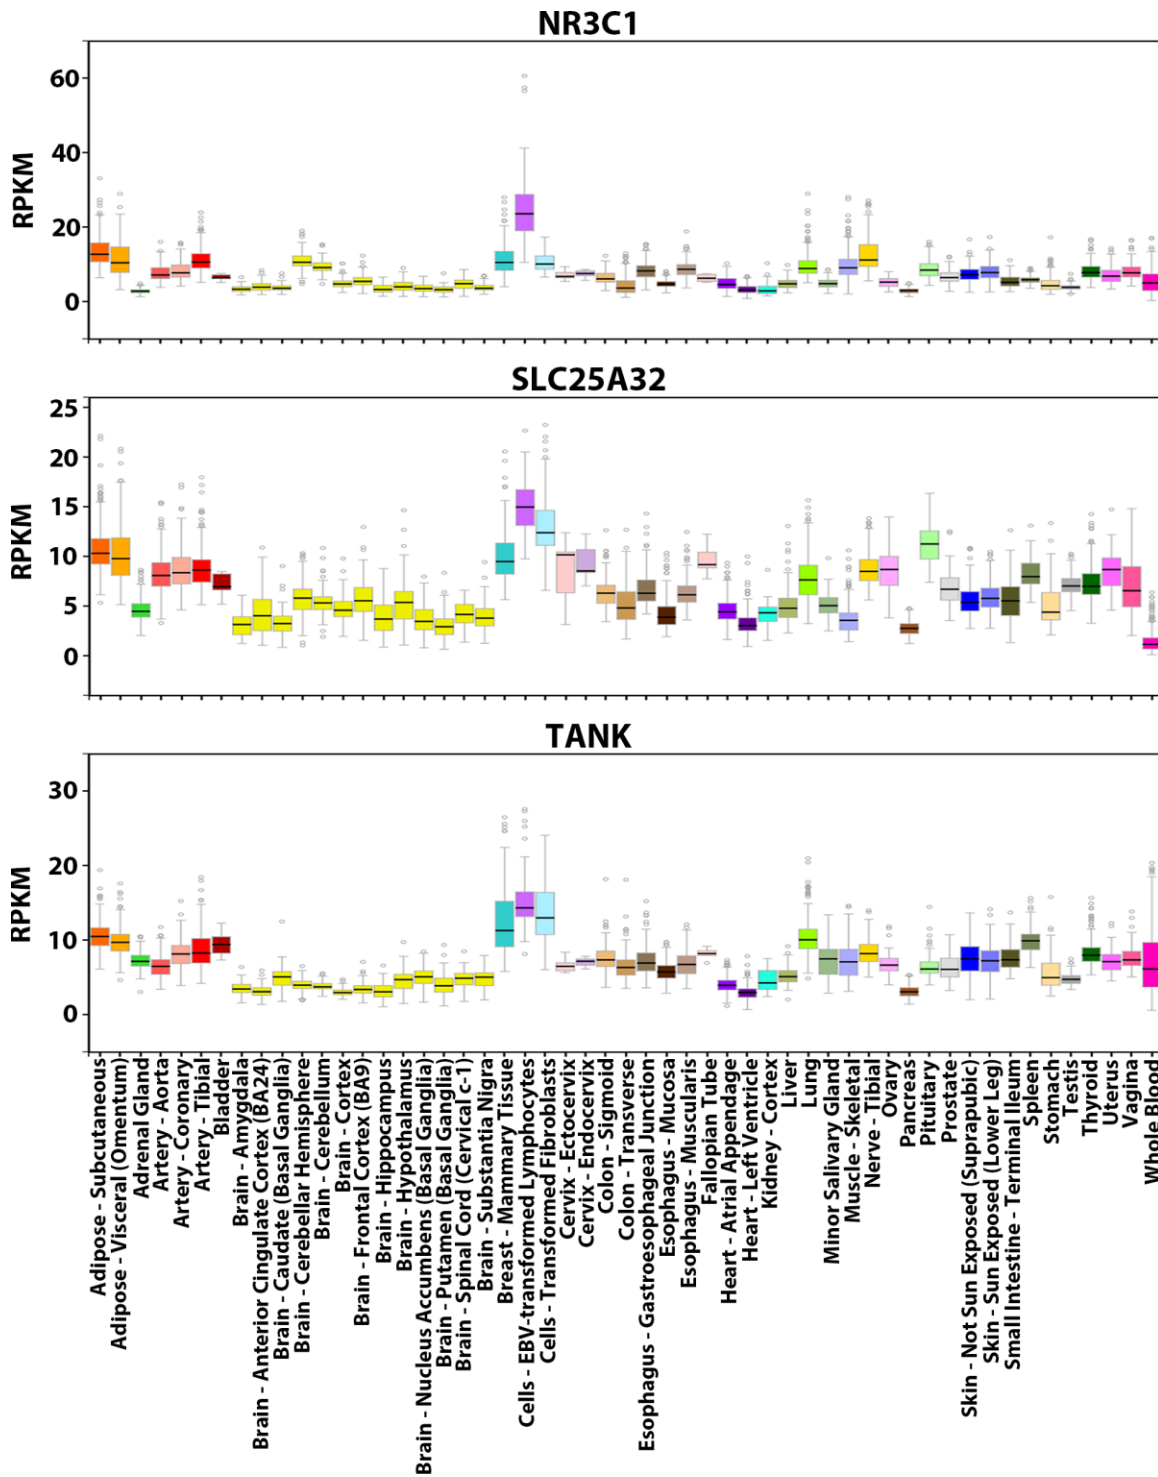 NR3C1
RPKM
60
40
20
0
SLC25A32
RPKM
25
20
15
10
5
0
TANK
RPKM
30
20
10
0
Adipose - Subcutaneous
Adipose - Visceral (Omentum)
Adrenal Gland
Artery - Aorta
Artery - Coronary
Artery - Tibial
Bladder
Brain - Amygdala
Brain - Anterior Cingulate Cortex (BA24)
Brain - Caudate (Basal Ganglia)
Brain - Cerebellar Hemisphere
Brain - Cerebellum
Brain - Cortex
Brain - Frontal Cortex (BA9)
Brain - Hippocampus
Brain - Hypothalamus
Brain - Nucleus Accumbens (Basal Ganglia)
Brain - Putamen (Basal Ganglia)
Brain - Spinal Cord (Cervical c-1)
Brain - Substantia Nigra
Breast - Mammary Tissue
Cells - EBV-transformed Lymphocytes
Cells - Transformed Fibroblasts
Cervix - Ectocervix
Cervix - Endocervix
Colon - Sigmoid
Colon - Transverse
Esophagus - Gastroesophageal Junction
Esophagus - Mucosa
Esophagus - Muscularis
Fallopian Tube
Heart - Atrial Appendage
Heart - Left Ventricle
Kidney - Cortex
Liver
Lung
Minor Salivary Gland
Muscle - Skeletal
Nerve - Tibial
Ovary
Pancreas
Pituitary
Prostate
Skin - Not Sun Exposed (Suprapubic)
Skin - Sun Exposed (Lower Leg)
Small Intestine - Terminal Ileum
Spleen
Stomach
Testis
Thyroid
Uterus
Vagina
Whole Blood